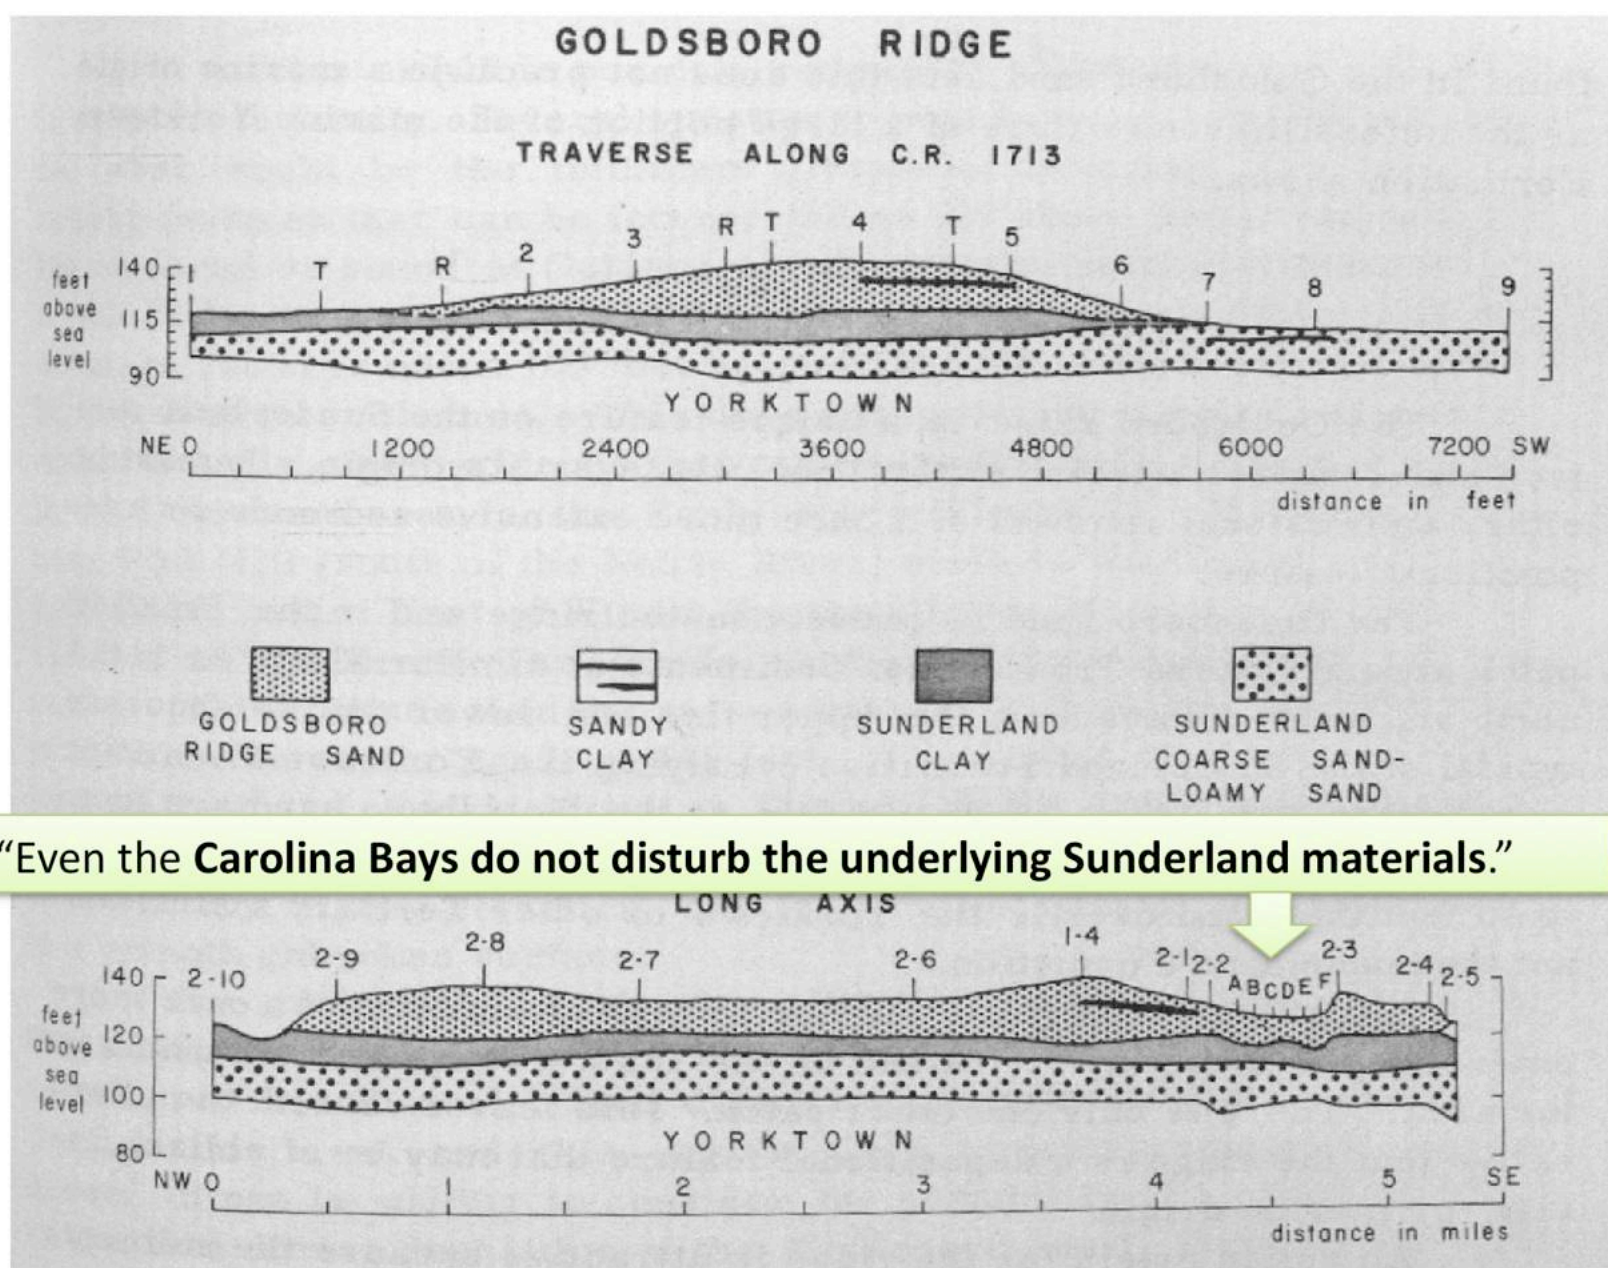 GOLDSBORO RIDGE
TRAVERSE ALONG C.R. 1713
1 T R 2 3 R T 4 T 5 6 7 8 9
feet above sea level
140
115
90
YORKTOWN
NE 0 1200 2400 3600 4800 6000 7200 SW
distance in feet
GOLDSBORO RIDGE SAND
SANDY CLAY
SUNDERLAND CLAY
SUNDERLAND COARSE SAND-LOAMY SAND
“Even the Carolina Bays do not disturb the underlying Sunderland materials.”
LONG AXIS
2-10 2-9 2-8 2-7 2-6 1-4 2-1 2-2 A B C D E F 2-3 2-4 2-5
feet above sea level
140
120
100
80
YORKTOWN
NW 0 1 2 3 4 5 SE
distance in miles